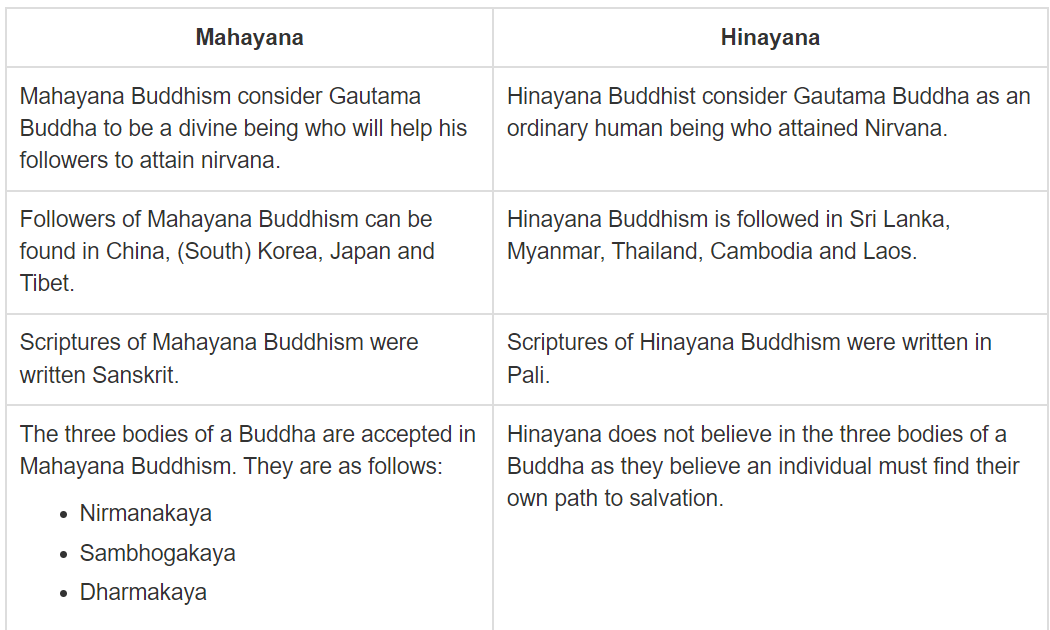 Mahayana
Hinayana
Mahayana Buddhism consider Gautama
Buddha to be a divine being who will help his
followers to attain nirvana.
Hinayana Buddhist consider Gautama Buddha as an
ordinary human being who attained Nirvana.
Followers of Mahayana Buddhism can be
found in China, (South) Korea, Japan and
Tibet.
Hinayana Buddhism is followed in Sri Lanka,
Myanmar, Thailand, Cambodia and Laos.
Scriptures of Mahayana Buddhism were
written Sanskrit.
Scriptures of Hinayana Buddhism were written in
Pali.
The three bodies of a Buddha are accepted in
Mahayana Buddhism. They are as follows:
• Nirmanakaya
• Sambhogakaya
• Dharmakaya
Hinayana does not believe in the three bodies of a
Buddha as they believe an individual must find their
own path to salvation.